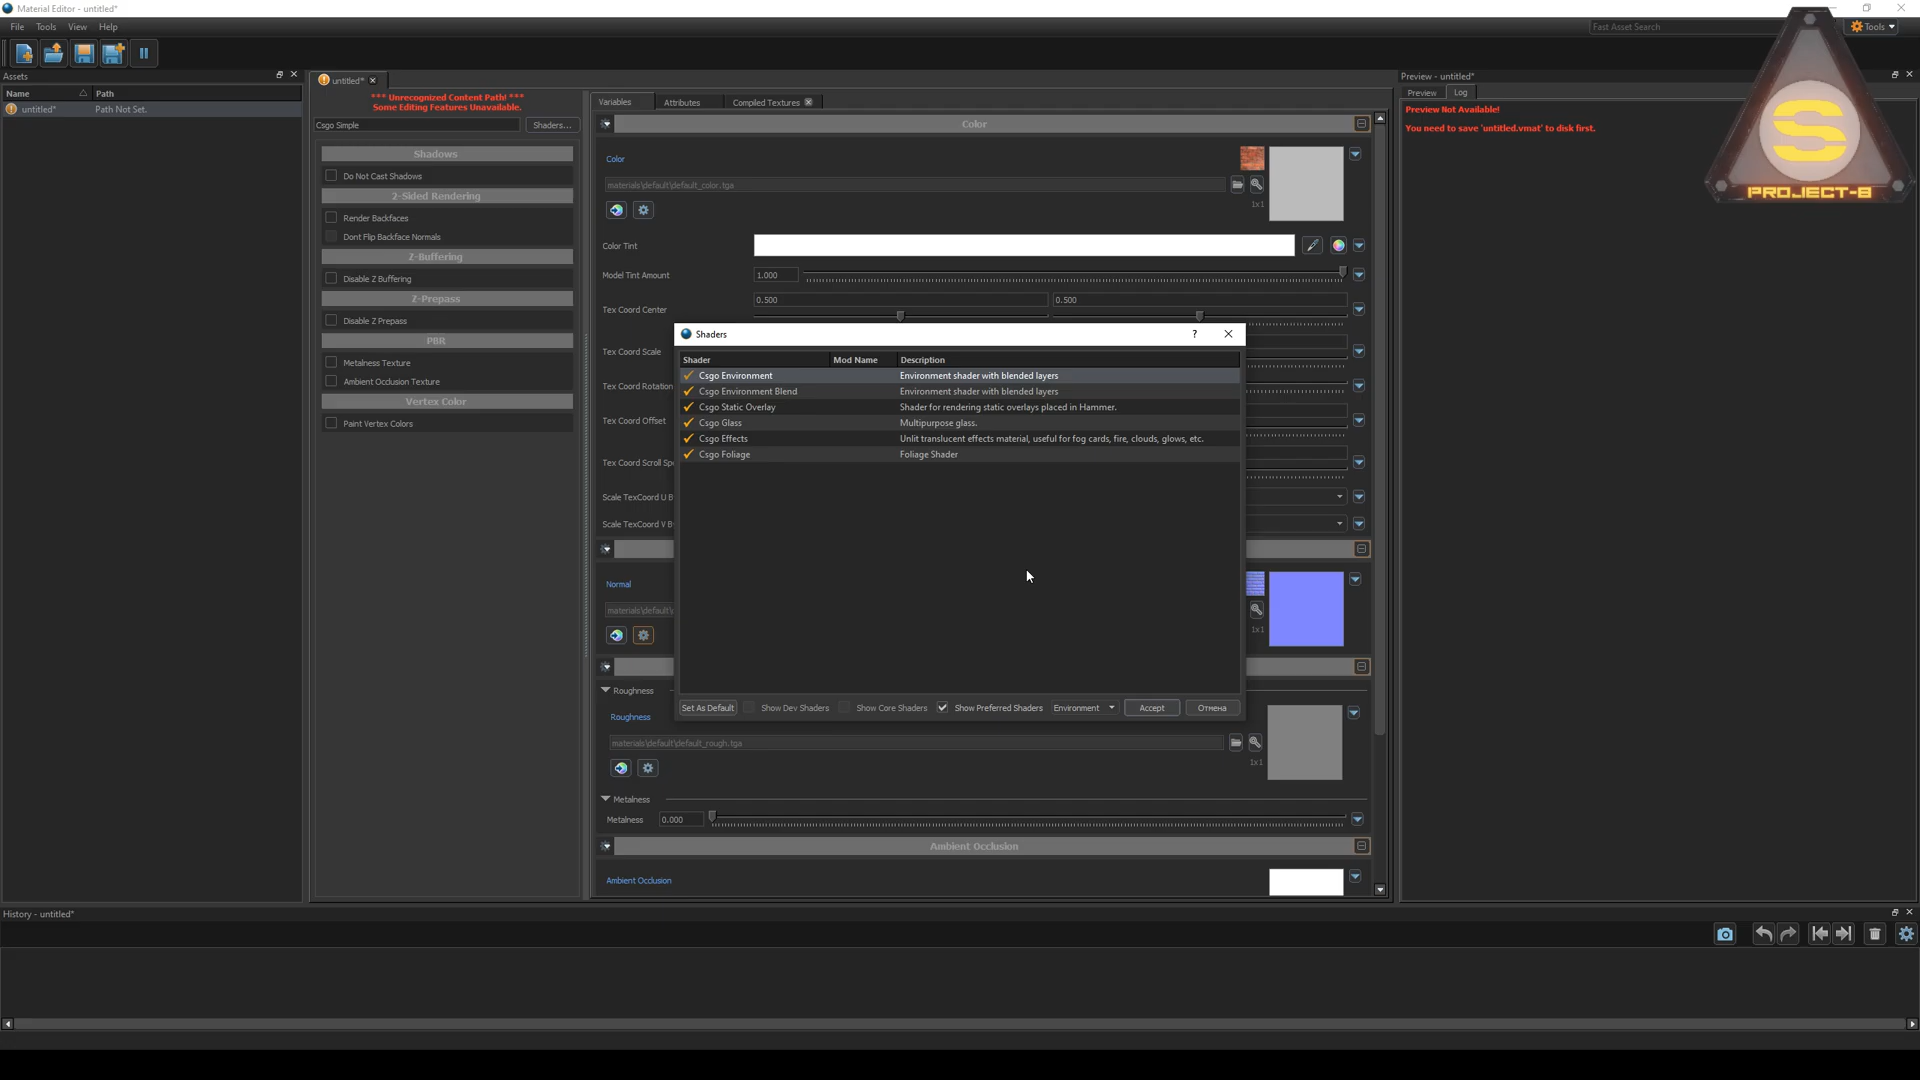 Material Editor - untitled*
File Tools View Help
Fast Asset Search
Tools
Assets
Name Path
untitled* Path Not Set.
untitled*
*** Unrecognized Content Path! ***
Some Editing Features Unavailable.
Csgo Simple Shaders...
Shadows
Do Not Cast Shadows
2-Sided Rendering
Render Backfaces
Dont Flip Backface Normals
Z-Buffering
Disable Z Buffering
Z-Prepass
Disable Z Prepass
PBR
Metalness Texture
Ambient Occlusion Texture
Vertex Color
Paint Vertex Colors
Variables Attributes Compiled Textures
Color
Color
materials\default\default_color.tga
1x1
Color Tint
Model Tint Amount 1.000
Tex Coord Center 0.500 0.500
Tex Coord Scale
Tex Coord Rotation
Tex Coord Offset
Tex Coord Scroll Sp
Scale TexCoord U B
Scale TexCoord V B
Normal
materials\default\
1x1
Roughness
Roughness
materials\default\default_rough.tga
1x1
Metalness
Metalness 0.000
Ambient Occlusion
Ambient Occlusion
Shaders ?
Shader Mod Name Description
Csgo Environment Environment shader with blended layers
Csgo Environment Blend Environment shader with blended layers
Csgo Static Overlay Shader for rendering static overlays placed in Hammer.
Csgo Glass Multipurpose glass.
Csgo Effects Unlit translucent effects material, useful for fog cards, fire, clouds, glows, etc.
Csgo Foliage Foliage Shader
Set As Default Show Dev Shaders Show Core Shaders Show Preferred Shaders Environment Accept Отмена
Preview - untitled*
Preview Log
Preview Not Available!
You need to save 'untitled.vmat' to disk first.
S
PROJECT-8
History - untitled*